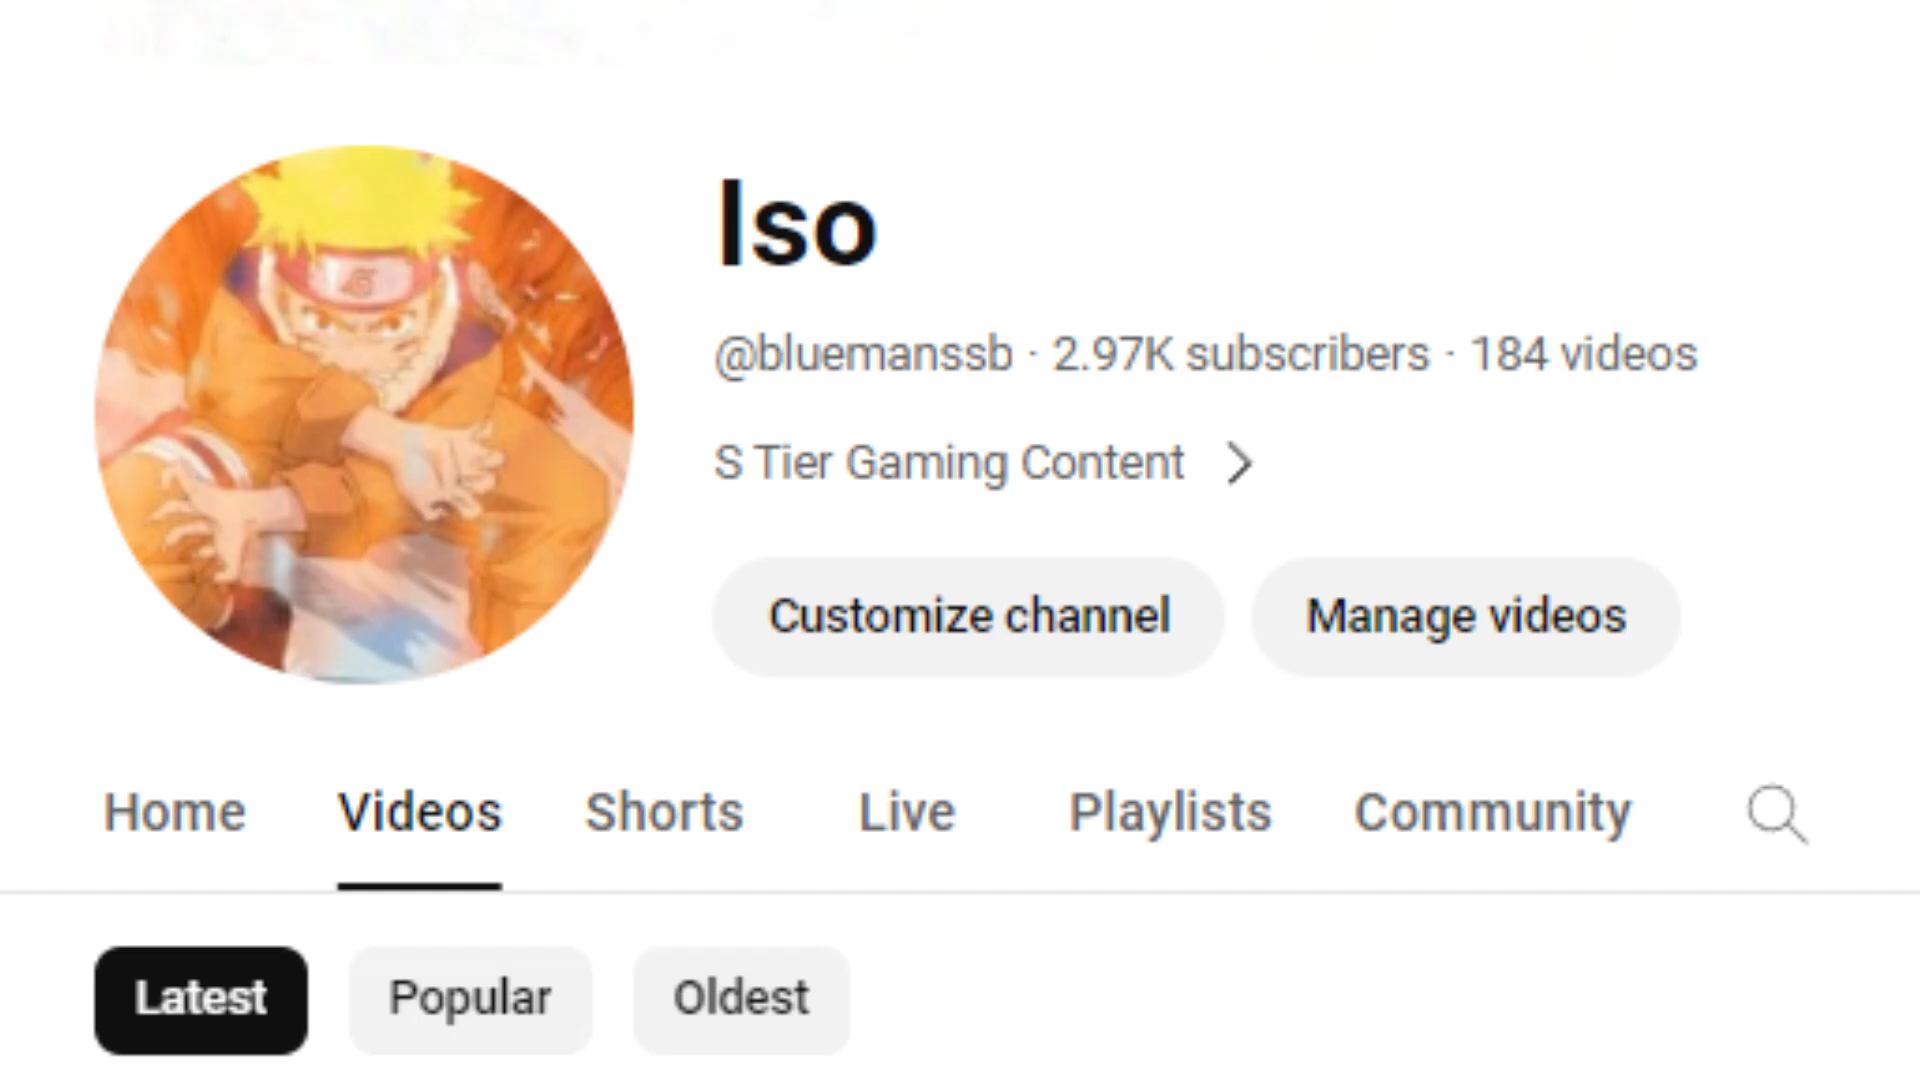 Iso
@bluemanssb · 2.97K subscribers · 184 videos
S Tier Gaming Content
Customize channel Manage videos
Home Videos Shorts Live Playlists Community
Latest Popular Oldest